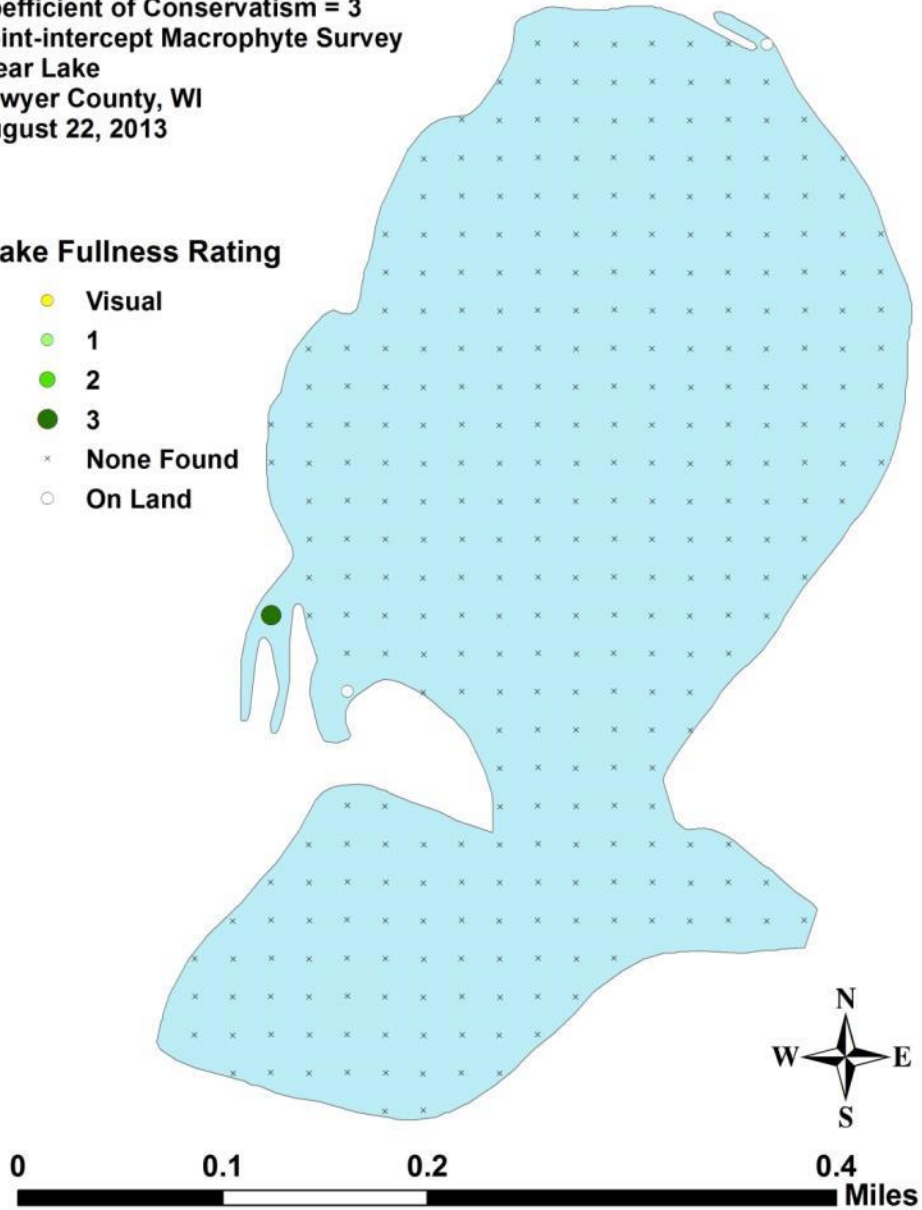 efficient of Conservatism = 3
int-intercept Macrophyte Survey
ear Lake
wyer County, WI
gust 22, 2013
ake Fullness Rating
Visual
1
2
3
None Found
On Land
N
W E
S
0 0.1 0.2 0.4
Miles